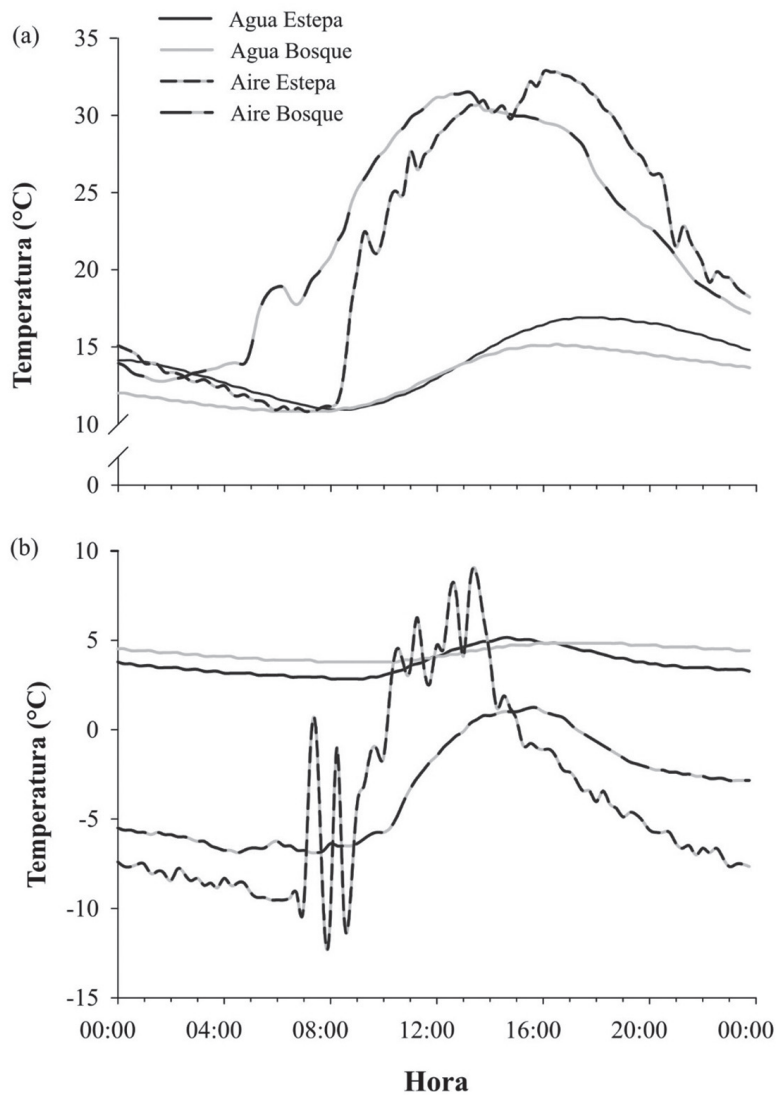 (a)
Agua Estepa
Agua Bosque
Aire Estepa
Aire Bosque
35
30
25
20
15
10
0
Temperatura (°C)
(b)
10
5
0
-5
-10
-15
Temperatura (°C)
00:00 04:00 08:00 12:00 16:00 20:00 00:00
Hora